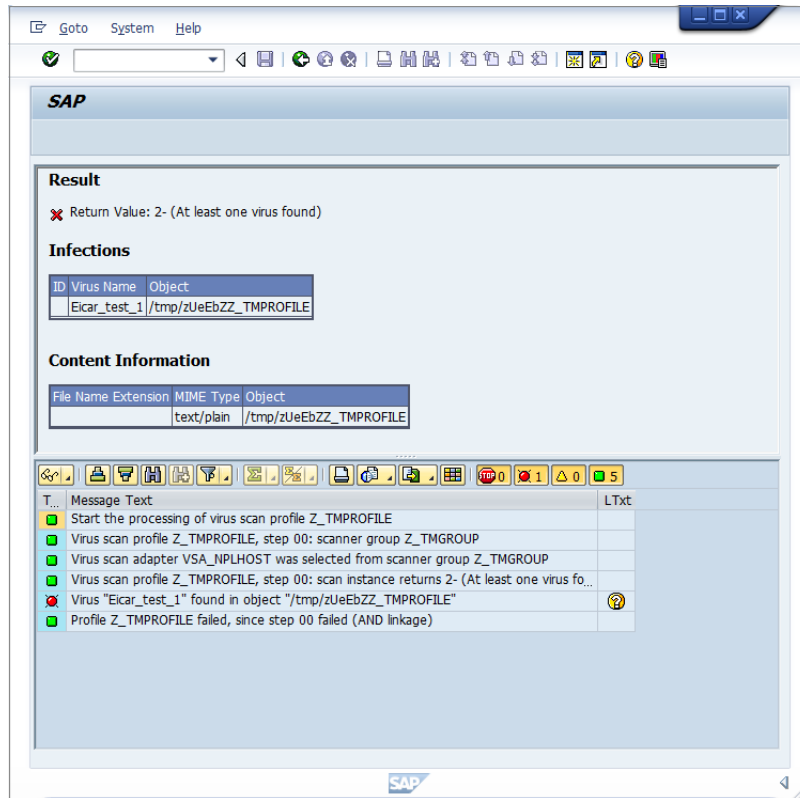 Goto System Help
SAP
Result
Return Value: 2- (At least one virus found)
Infections
ID Virus Name Object
Eicar_test_1 /tmp/zUeEbZZ_TMPROFILE
Content Information
File Name Extension MIME Type Object
text/plain /tmp/zUeEbZZ_TMPROFILE
STOP 0 1 0 5
T... Message Text LTxt
Start the processing of virus scan profile Z_TMPROFILE
Virus scan profile Z_TMPROFILE, step 00: scanner group Z_TMGROUP
Virus scan adapter VSA_NPLHOST was selected from scanner group Z_TMGROUP
Virus scan profile Z_TMPROFILE, step 00: scan instance returns 2- (At least one virus fo...
Virus "Eicar_test_1" found in object "/tmp/zUeEbZZ_TMPROFILE"
Profile Z_TMPROFILE failed, since step 00 failed (AND linkage)
SAP